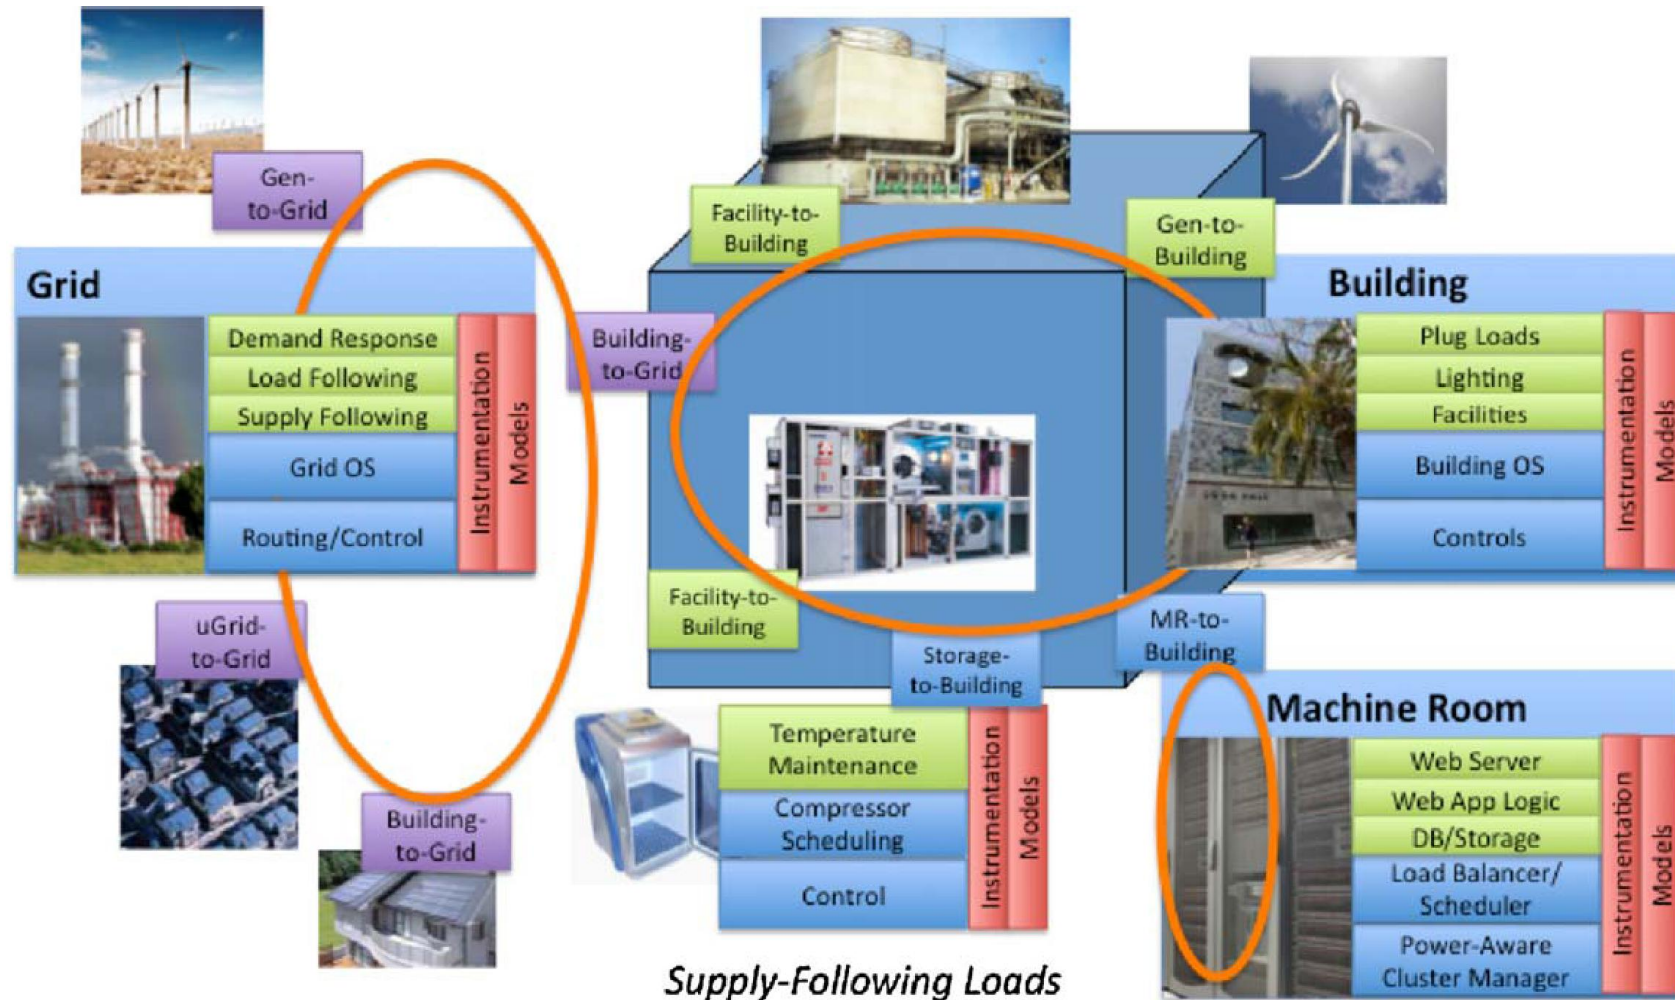 Gen-
to-Grid
Facility-to-
Building
Gen-to-
Building
Grid
Demand Response
Load Following
Supply Following
Grid OS
Routing/Control
Instrumentation
Models
Building-
to-Grid
Building
Plug Loads
Lighting
Facilities
Building OS
Controls
Instrumentation
Models
uGrid-
to-Grid
Building-
to-Grid
Facility-to-
Building
Storage-
to-Building
MR-to-
Building
Temperature
Maintenance
Compressor
Scheduling
Control
Instrumentation
Models
Machine Room
Web Server
Web App Logic
DB/Storage
Load Balancer/
Scheduler
Power-Aware
Cluster Manager
Instrumentation
Models
Supply-Following Loads